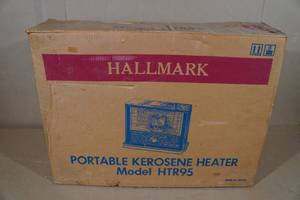 HALLMARK
PORTABLE KEROSENE HEATER
Model HTR95